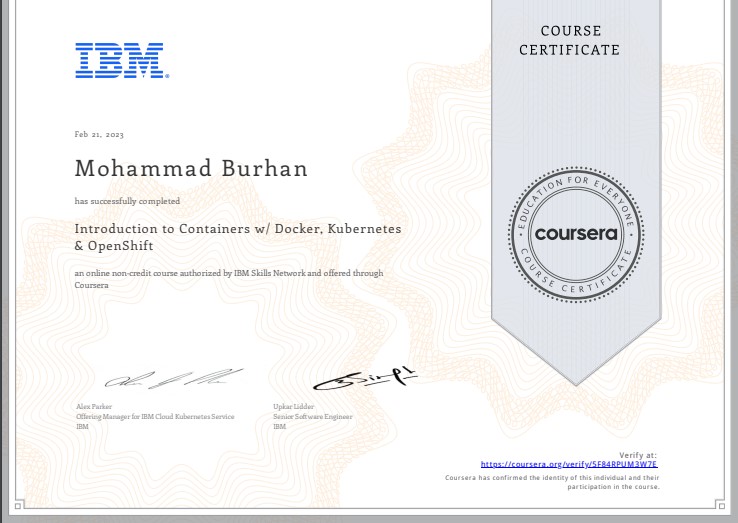 COURSE
CERTIFICATE
IBM
Feb 21, 2023
Mohammad Burhan
has successfully completed
EDUCATION FOR EVERYONE
coursera
COURSE CERTIFICATE
Introduction to Containers w/ Docker, Kubernetes
& OpenShift
an online non-credit course authorized by IBM Skills Network and offered through
Coursera
Alex Parker
Offering Manager for IBM Cloud Kubernetes Service
IBM
Upkar Lidder
Senior Software Engineer
IBM
Verify at:
https://coursera.org/verify/5F84RPUM3W7E
Coursera has confirmed the identity of this individual and their
participation in the course.